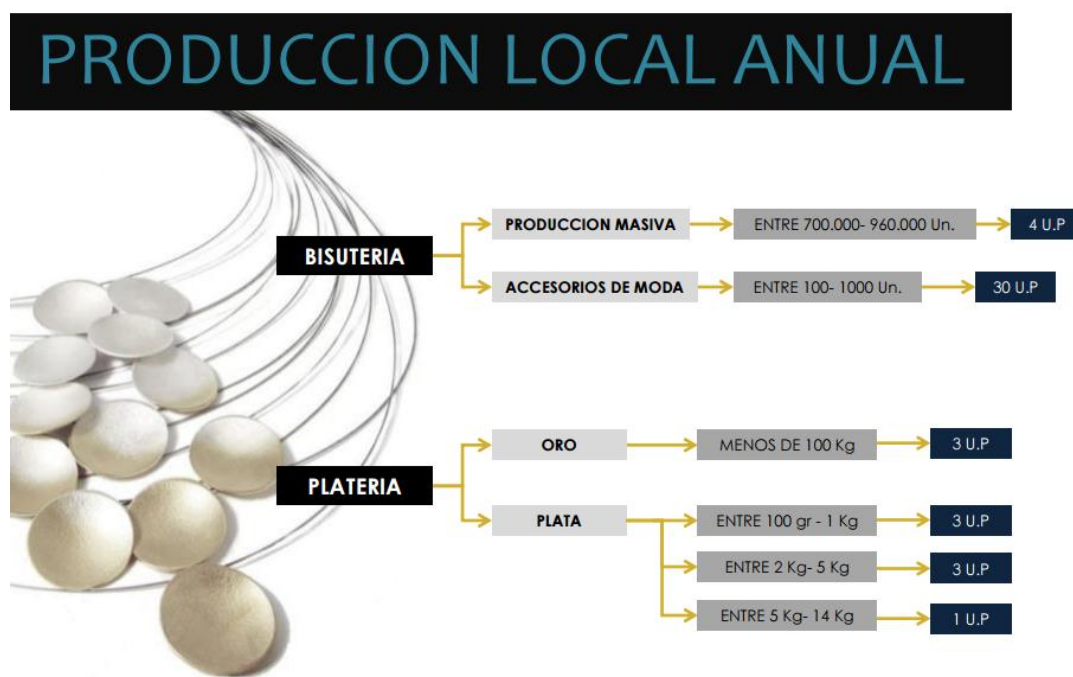 PRODUCCION LOCAL ANUAL
BISUTERIA
PRODUCCION MASIVA
ENTRE 700.000- 960.000 Un.
4 U.P
ACCESORIOS DE MODA
ENTRE 100- 1000 Un.
30 U.P
PLATERIA
ORO
MENOS DE 100 Kg
3 U.P
PLATA
ENTRE 100 gr - 1 Kg
3 U.P
ENTRE 2 Kg- 5 Kg
3 U.P
ENTRE 5 Kg- 14 Kg
1 U.P